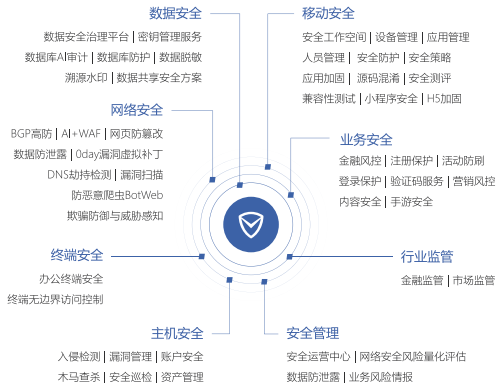 数据安全
数据安全治理平台 | 密钥管理服务
数据库AI审计 | 数据库防护 | 数据脱敏
溯源水印 | 数据共享安全方案
移动安全
安全工作空间 | 设备管理 | 应用管理
人员管理 | 安全防护 | 安全策略
应用加固 | 源码混淆 | 安全测评
兼容性测试 | 小程序安全 | H5加固
网络安全
BGP高防 | AI+WAF | 网页防篡改
数据防泄露 | 0day漏洞虚拟补丁
DNS劫持检测 | 漏洞扫描
防恶意爬虫BotWeb
欺骗防御与威胁感知
业务安全
金融风控 | 注册保护 | 活动防刷
登录保护 | 验证码服务 | 营销风控
内容安全 | 手游安全
终端安全
办公终端安全
终端无边界访问控制
行业监管
金融监管 | 市场监管
主机安全
入侵检测 | 漏洞管理 | 账户安全
木马查杀 | 安全巡检 | 资产管理
安全管理
安全运营中心 | 网络安全风险量化评估
数据防泄露 | 业务风险情报